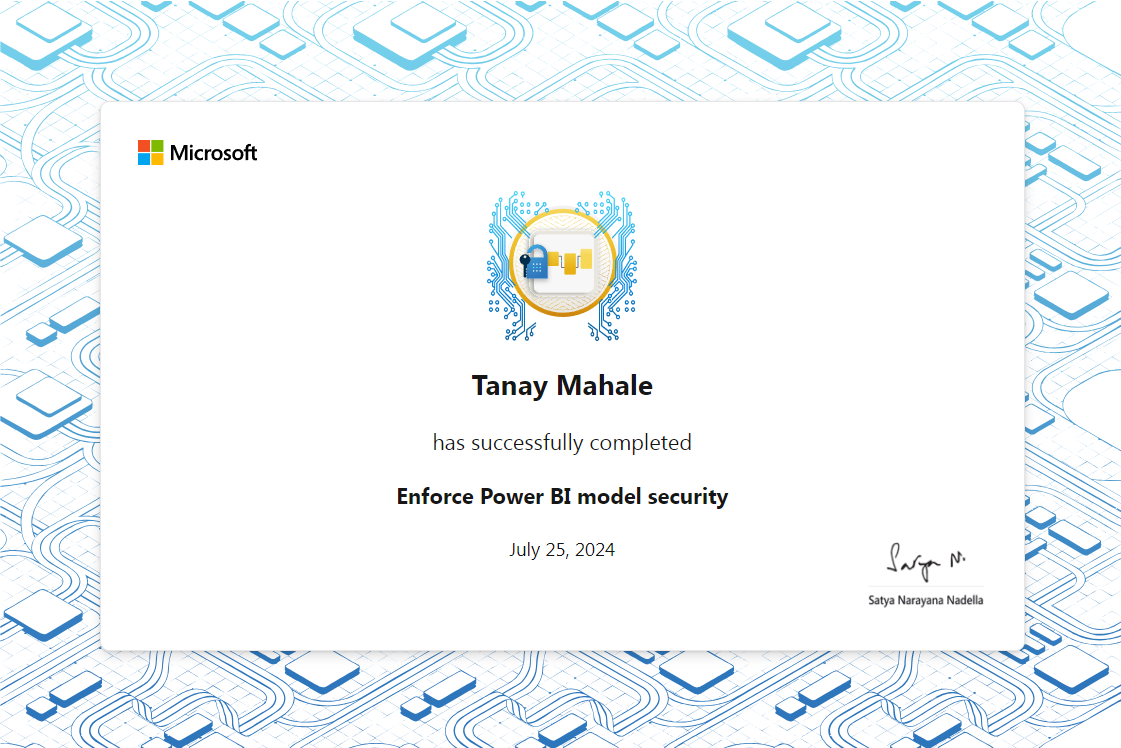 Microsoft
Tanay Mahale
has successfully completed
Enforce Power BI model security
July 25, 2024
Satya N.
Satya Narayana Nadella